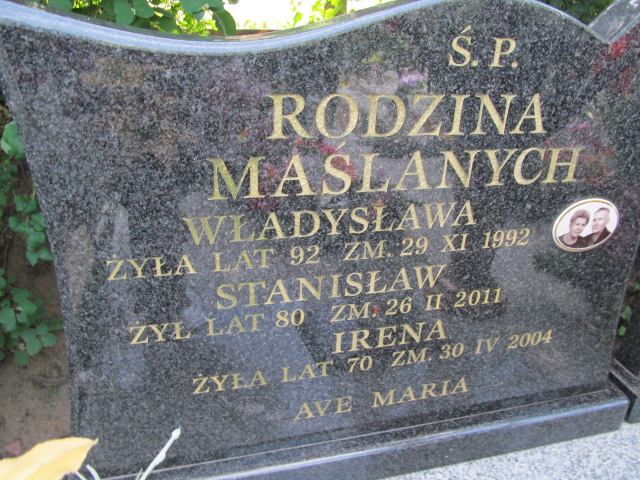 Ś. P.
RODZINA
MAŚLANYCH
WŁADYSŁAWA
ŻYŁA LAT 92 ZM. 29 XI 1992
STANISŁAW
ŻYŁ LAT 80 ZM. 26 II 2011
IRENA
ŻYŁA LAT 70 ZM. 30 IV 2004
AVE MARIA